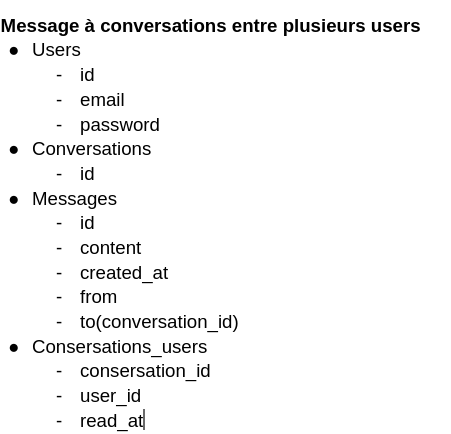 Message à conversations entre plusieurs users
● Users
- id
- email
- password
● Conversations
- id
● Messages
- id
- content
- created_at
- from
- to(conversation_id)
● Consersations_users
- consersation_id
- user_id
- read_at